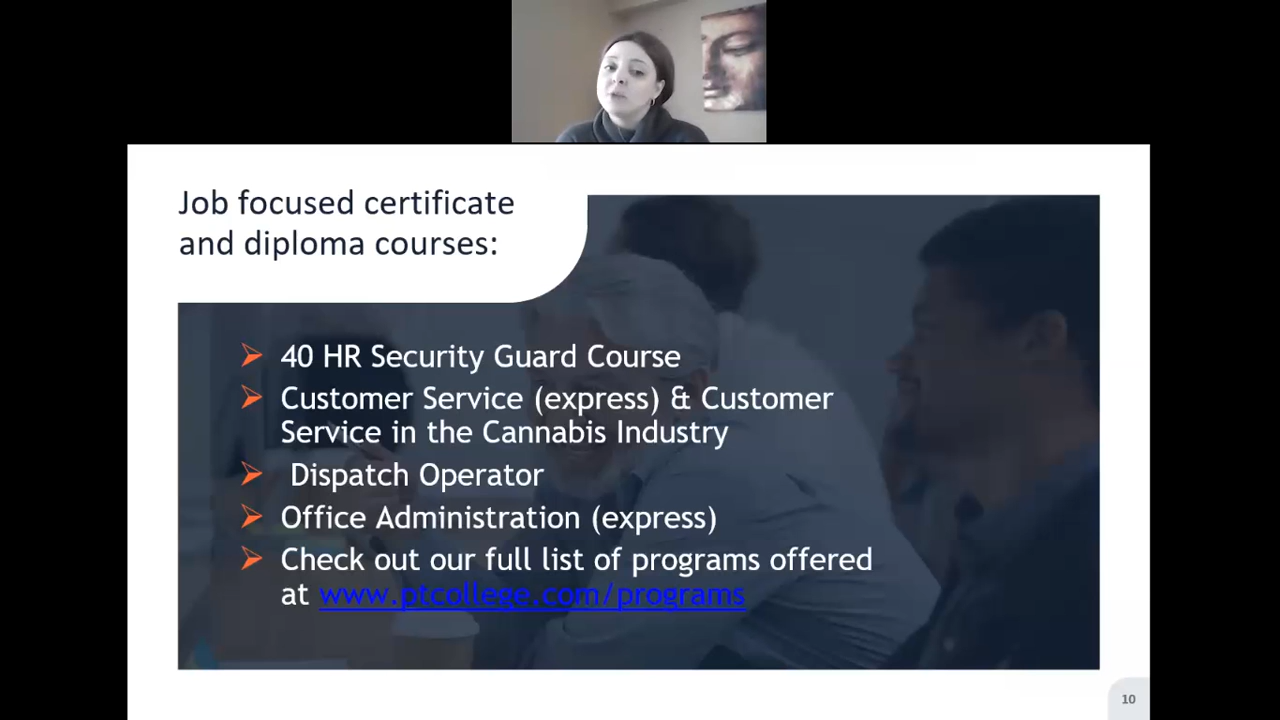 Job focused certificate
and diploma courses:
40 HR Security Guard Course
Customer Service (express) & Customer
Service in the Cannabis Industry
Dispatch Operator
Office Administration (express)
Check out our full list of programs offered
at www.ptcollege.com/programs
10